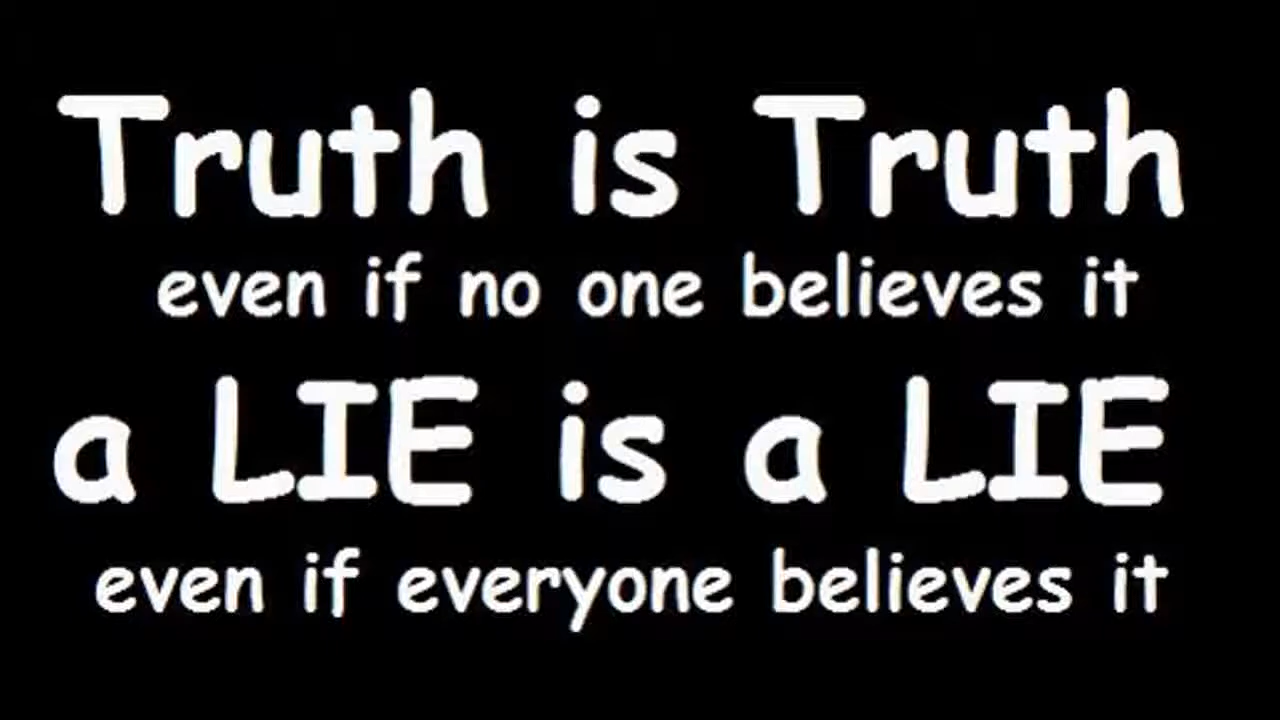 Truth is Truth
even if no one believes it
a LIE is a LIE
even if everyone believes it